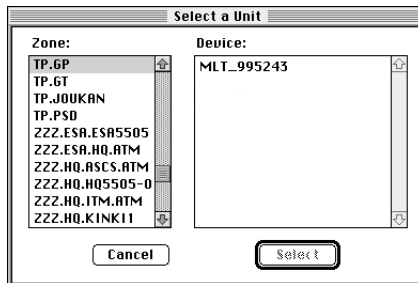 Select a Unit
Zone:
TP.GP
TP.GT
TP.JOUKAN
TP.PSD
ZZZ.ESA.ESA5505
ZZZ.ESA.HQ.ATM
ZZZ.HQ.ASCS.ATM
ZZZ.HQ.HQ5505-0
ZZZ.HQ.ITM.ATM
ZZZ.HQ.KINKI1
Device:
MLT_995243
Cancel
Select